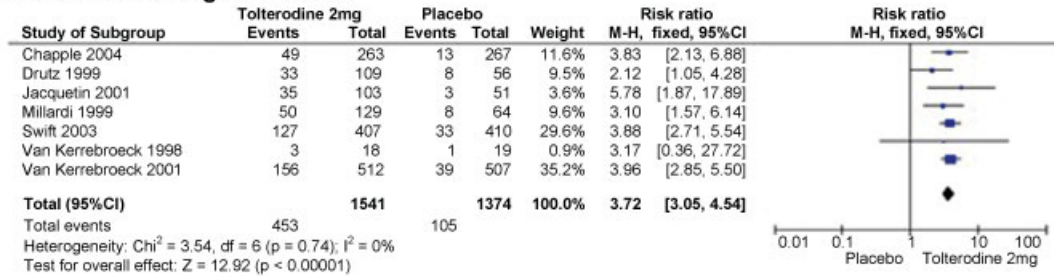 Tolterodine 2mg Placebo Risk ratio Risk ratio
Study of Subgroup Events Total Events Total Weight M-H, fixed, 95%CI M-H, fixed, 95%CI
Chapple 2004 49 263 13 267 11.6% 3.83 [2.13, 6.88]
Drutz 1999 33 109 8 56 9.5% 2.12 [1.05, 4.28]
Jacquetin 2001 35 103 3 51 3.6% 5.78 [1.87, 17.89]
Millardi 1999 50 129 8 64 9.6% 3.10 [1.57, 6.14]
Swift 2003 127 407 33 410 29.6% 3.88 [2.71, 5.54]
Van Kerrebroeck 1998 3 18 1 19 0.9% 3.17 [0.36, 27.72]
Van Kerrebroeck 2001 156 512 39 507 35.2% 3.96 [2.85, 5.50]
Total (95%CI) 1541 1374 100.0% 3.72 [3.05, 4.54]
Total events 453 105
Heterogeneity: Chi² = 3.54, df = 6 (p = 0.74); I² = 0%
Test for overall effect: Z = 12.92 (p < 0.00001)
0.01 0.1 1 10 100
Placebo Tolterodine 2mg